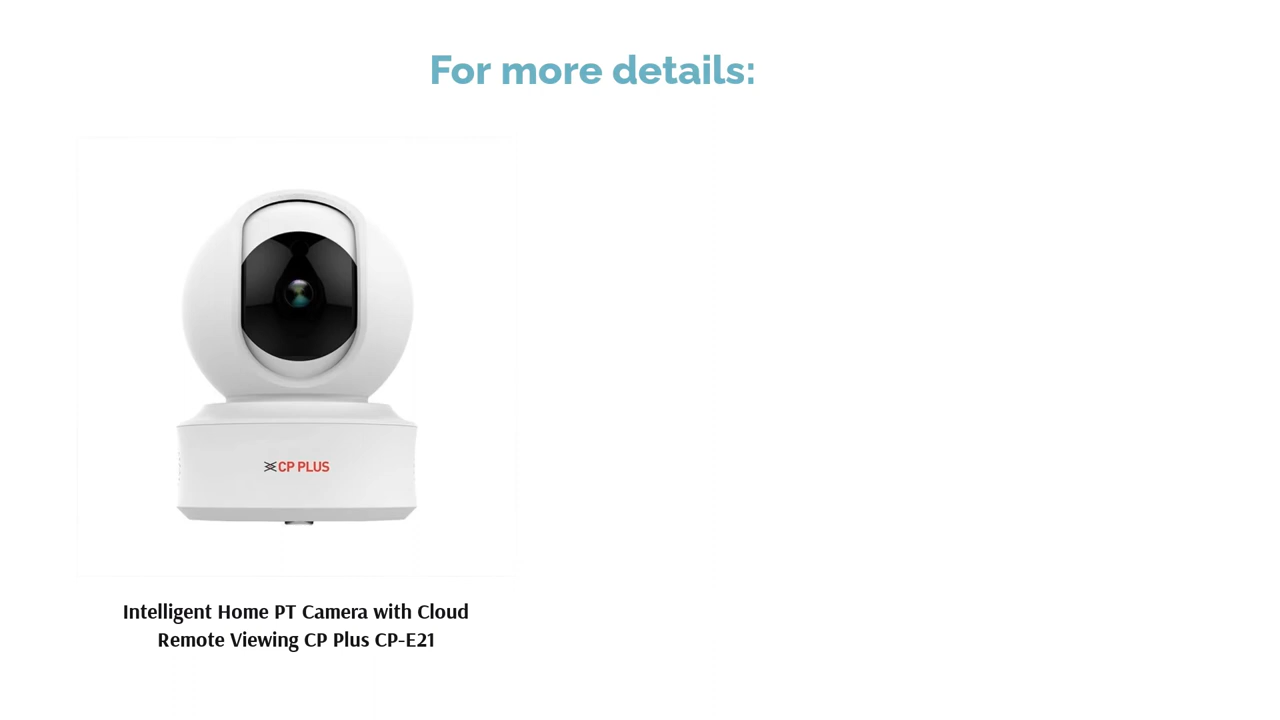 For more details:
CP PLUS
Intelligent Home PT Camera with Cloud
Remote Viewing CP Plus CP-E21